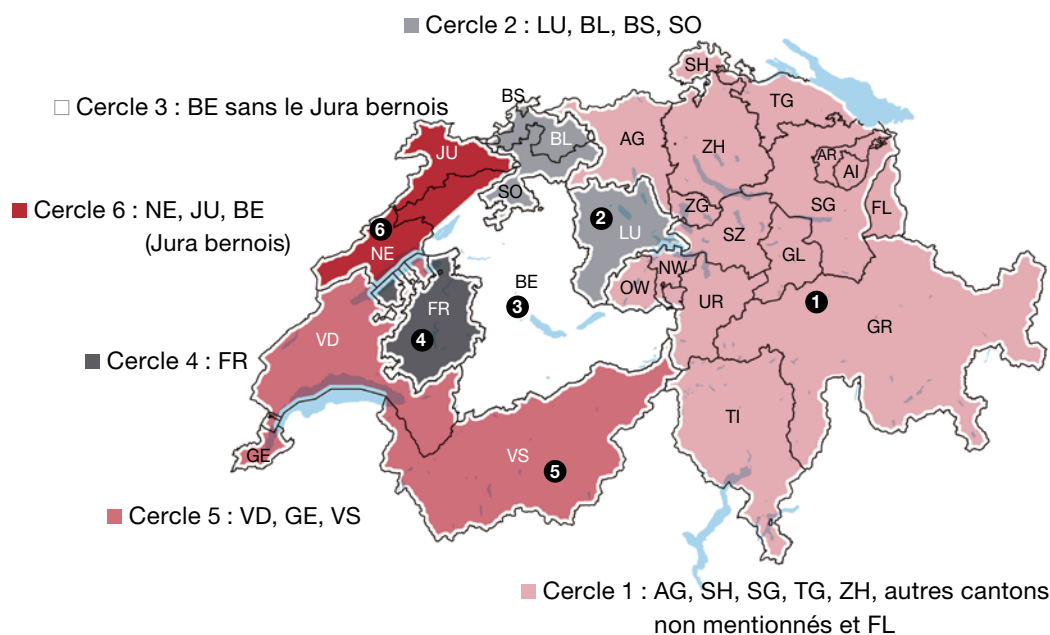 Cercle 2 : LU, BL, BS, SO
SH
Cercle 3 : BE sans le Jura bernois
BS
TG
JU
BL
AG
ZH
AR
AI
SO
Cercle 6 : NE, JU, BE
(Jura bernois)
2
ZG
SG
FL
6
LU
SZ
NE
NW
GL
OW
BE
3
UR
1
FR
GR
VD
4
Cercle 4 : FR
TI
GE
VS
5
Cercle 5 : VD, GE, VS
Cercle 1 : AG, SH, SG, TG, ZH, autres cantons
non mentionnés et FL